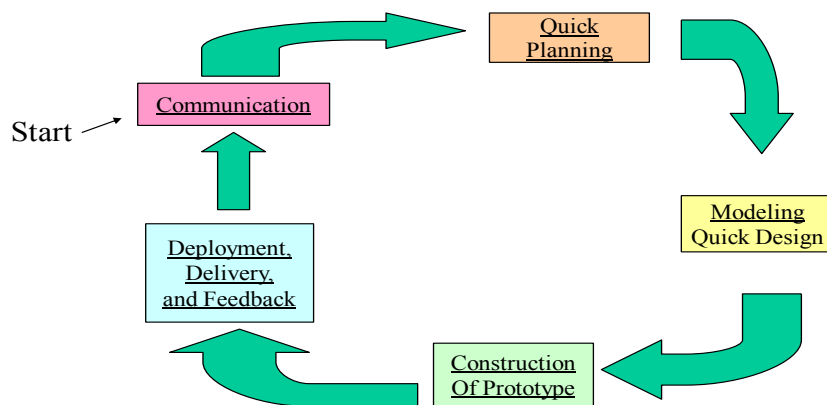 Quick
Planning
Communication
Start
Modeling
Quick Design
Deployment,
Delivery,
and Feedback
Construction
Of Prototype